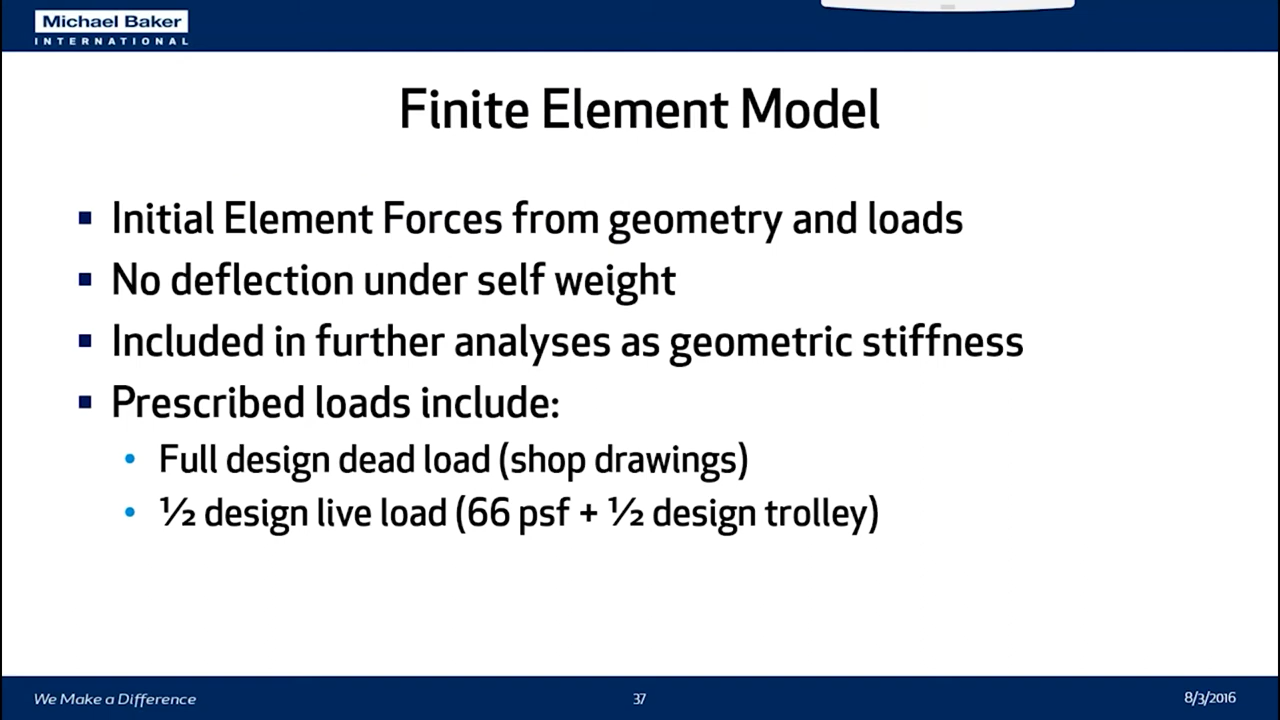 Michael Baker
INTERNATIONAL
Finite Element Model
Initial Element Forces from geometry and loads
No deflection under self weight
Included in further analyses as geometric stiffness
Prescribed loads include:
Full design dead load (shop drawings)
½ design live load (66 psf + ½ design trolley)
We Make a Difference
37
8/3/2016